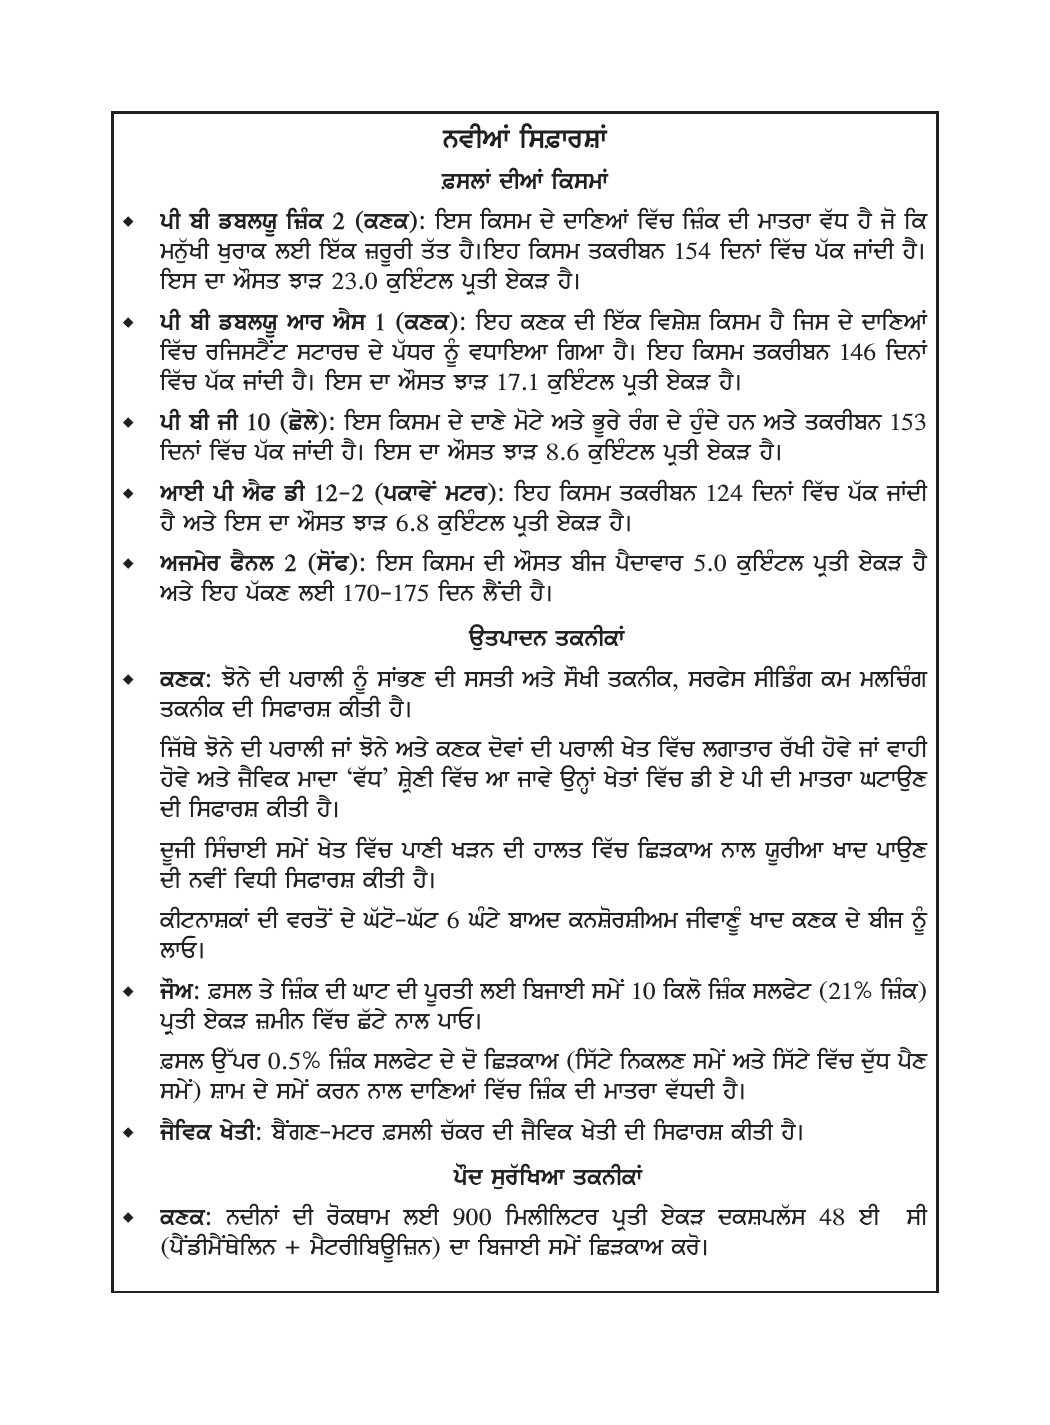 ਨਵੀਆਂ ਸਿਫ਼ਾਰਸ਼ਾਂ
ਫ਼ਸਲਾਂ ਦੀਆਂ ਕਿਸਮਾਂ
◆ ਪੀ ਬੀ ਡਬਲਯੂ ਜ਼ਿੰਕ 2 (ਕਣਕ): ਇਸ ਕਿਸਮ ਦੇ ਦਾਣਿਆਂ ਵਿੱਚ ਜ਼ਿੰਕ ਦੀ ਮਾਤਰਾ ਵੱਧ ਹੈ ਜੋ ਕਿ
ਮਨੁੱਖੀ ਖੁਰਾਕ ਲਈ ਇੱਕ ਜ਼ਰੂਰੀ ਤੱਤ ਹੈ।ਇਹ ਕਿਸਮ ਤਕਰੀਬਨ 154 ਦਿਨਾਂ ਵਿੱਚ ਪੱਕ ਜਾਂਦੀ ਹੈ।
ਇਸ ਦਾ ਔਸਤ ਝਾੜ 23.0 ਕੁਇੰਟਲ ਪ੍ਰਤੀ ਏਕੜ ਹੈ।
◆ ਪੀ ਬੀ ਡਬਲਯੂ ਆਰ ਐਸ 1 (ਕਣਕ): ਇਹ ਕਣਕ ਦੀ ਇੱਕ ਵਿਸ਼ੇਸ਼ ਕਿਸਮ ਹੈ ਜਿਸ ਦੇ ਦਾਣਿਆਂ
ਵਿੱਚ ਰਜਿਸਟੈਂਟ ਸਟਾਰਚ ਦੇ ਪੱਧਰ ਨੂੰ ਵਧਾਇਆ ਗਿਆ ਹੈ। ਇਹ ਕਿਸਮ ਤਕਰੀਬਨ 146 ਦਿਨਾਂ
ਵਿੱਚ ਪੱਕ ਜਾਂਦੀ ਹੈ। ਇਸ ਦਾ ਔਸਤ ਝਾੜ 17.1 ਕੁਇੰਟਲ ਪ੍ਰਤੀ ਏਕੜ ਹੈ।
◆ ਪੀ ਬੀ ਜੀ 10 (ਛੋਲੇ): ਇਸ ਕਿਸਮ ਦੇ ਦਾਣੇ ਮੋਟੇ ਅਤੇ ਭੂਰੇ ਰੰਗ ਦੇ ਹੁੰਦੇ ਹਨ ਅਤੇ ਤਕਰੀਬਨ 153
ਦਿਨਾਂ ਵਿੱਚ ਪੱਕ ਜਾਂਦੀ ਹੈ। ਇਸ ਦਾ ਔਸਤ ਝਾੜ 8.6 ਕੁਇੰਟਲ ਪ੍ਰਤੀ ਏਕੜ ਹੈ।
◆ ਆਈ ਪੀ ਐਫ ਡੀ 12-2 (ਪਕਾਵੇਂ ਮਟਰ): ਇਹ ਕਿਸਮ ਤਕਰੀਬਨ 124 ਦਿਨਾਂ ਵਿੱਚ ਪੱਕ ਜਾਂਦੀ
ਹੈ ਅਤੇ ਇਸ ਦਾ ਔਸਤ ਝਾੜ 6.8 ਕੁਇੰਟਲ ਪ੍ਰਤੀ ਏਕੜ ਹੈ।
◆ ਅਜਮੇਰ ਫੈਨਲ 2 (ਸੌਂਫ): ਇਸ ਕਿਸਮ ਦੀ ਔਸਤ ਬੀਜ ਪੈਦਾਵਾਰ 5.0 ਕੁਇੰਟਲ ਪ੍ਰਤੀ ਏਕੜ ਹੈ
ਅਤੇ ਇਹ ਪੱਕਣ ਲਈ 170-175 ਦਿਨ ਲੈਂਦੀ ਹੈ।
ਉਤਪਾਦਨ ਤਕਨੀਕਾਂ
◆ ਕਣਕ: ਝੋਨੇ ਦੀ ਪਰਾਲੀ ਨੂੰ ਸਾਂਭਣ ਦੀ ਸਸਤੀ ਅਤੇ ਸੌਖੀ ਤਕਨੀਕ, ਸਰਫੇਸ ਸੀਡਿੰਗ ਕਮ ਮਲਚਿੰਗ
ਤਕਨੀਕ ਦੀ ਸਿਫਾਰਸ਼ ਕੀਤੀ ਹੈ।
ਜਿੱਥੇ ਝੋਨੇ ਦੀ ਪਰਾਲੀ ਜਾਂ ਝੋਨੇ ਅਤੇ ਕਣਕ ਦੋਵਾਂ ਦੀ ਪਰਾਲੀ ਖੇਤ ਵਿੱਚ ਲਗਾਤਾਰ ਰੱਖੀ ਹੋਵੇ ਜਾਂ ਵਾਹੀ
ਹੋਵੇ ਅਤੇ ਜੈਵਿਕ ਮਾਦਾ ‘ਵੱਧ’ ਸ਼੍ਰੇਣੀ ਵਿੱਚ ਆ ਜਾਵੇ ਉਨ੍ਹਾਂ ਖੇਤਾਂ ਵਿੱਚ ਡੀ ਏ ਪੀ ਦੀ ਮਾਤਰਾ ਘਟਾਉਣ
ਦੀ ਸਿਫਾਰਸ਼ ਕੀਤੀ ਹੈ।
ਦੂਜੀ ਸਿੰਚਾਈ ਸਮੇਂ ਖੇਤ ਵਿੱਚ ਪਾਣੀ ਖੜਨ ਦੀ ਹਾਲਤ ਵਿੱਚ ਛਿੜਕਾਅ ਨਾਲ ਯੂਰੀਆ ਖਾਦ ਪਾਉਣ
ਦੀ ਨਵੀਂ ਵਿਧੀ ਸਿਫਾਰਸ਼ ਕੀਤੀ ਹੈ।
ਕੀਟਨਾਸ਼ਕਾਂ ਦੀ ਵਰਤੋਂ ਦੇ ਘੱਟੋ-ਘੱਟ 6 ਘੰਟੇ ਬਾਅਦ ਕਨਸ਼ੋਰਸ਼ੀਅਮ ਜੀਵਾਣੂੰ ਖਾਦ ਕਣਕ ਦੇ ਬੀਜ ਨੂੰ
ਲਾਓ।
◆ ਜੌਂਅ: ਫ਼ਸਲ ਤੇ ਜ਼ਿੰਕ ਦੀ ਘਾਟ ਦੀ ਪੂਰਤੀ ਲਈ ਬਿਜਾਈ ਸਮੇਂ 10 ਕਿਲੋ ਜ਼ਿੰਕ ਸਲਫੇਟ (21% ਜ਼ਿੰਕ)
ਪ੍ਰਤੀ ਏਕੜ ਜ਼ਮੀਨ ਵਿੱਚ ਛੱਟੇ ਨਾਲ ਪਾਓ।
ਫ਼ਸਲ ਉੱਪਰ 0.5% ਜ਼ਿੰਕ ਸਲਫੇਟ ਦੇ ਦੋ ਛਿੜਕਾਅ (ਸਿੱਟੇ ਨਿਕਲਣ ਸਮੇਂ ਅਤੇ ਸਿੱਟੇ ਵਿੱਚ ਦੁੱਧ ਪੈਣ
ਸਮੇਂ) ਸ਼ਾਮ ਦੇ ਸਮੇਂ ਕਰਨ ਨਾਲ ਦਾਣਿਆਂ ਵਿੱਚ ਜ਼ਿੰਕ ਦੀ ਮਾਤਰਾ ਵੱਧਦੀ ਹੈ।
◆ ਜੈਵਿਕ ਖੇਤੀ: ਬੈਂਗਣ-ਮਟਰ ਫ਼ਸਲੀ ਚੱਕਰ ਦੀ ਜੈਵਿਕ ਖੇਤੀ ਦੀ ਸਿਫਾਰਸ਼ ਕੀਤੀ ਹੈ।
ਪੌਦ ਸੁਰੱਖਿਆ ਤਕਨੀਕਾਂ
◆ ਕਣਕ: ਨਦੀਨਾਂ ਦੀ ਰੋਕਥਾਮ ਲਈ 900 ਮਿਲੀਲਿਟਰ ਪ੍ਰਤੀ ਏਕੜ ਦਕਸ਼ਪਲੱਸ 48 ਈ ਸੀ
(ਪੈਂਡੀਮੈਂਥੇਲਿਨ + ਮੈਟਰੀਬਿਊਜ਼ਿਨ) ਦਾ ਬਿਜਾਈ ਸਮੇਂ ਛਿੜਕਾਅ ਕਰੋ।